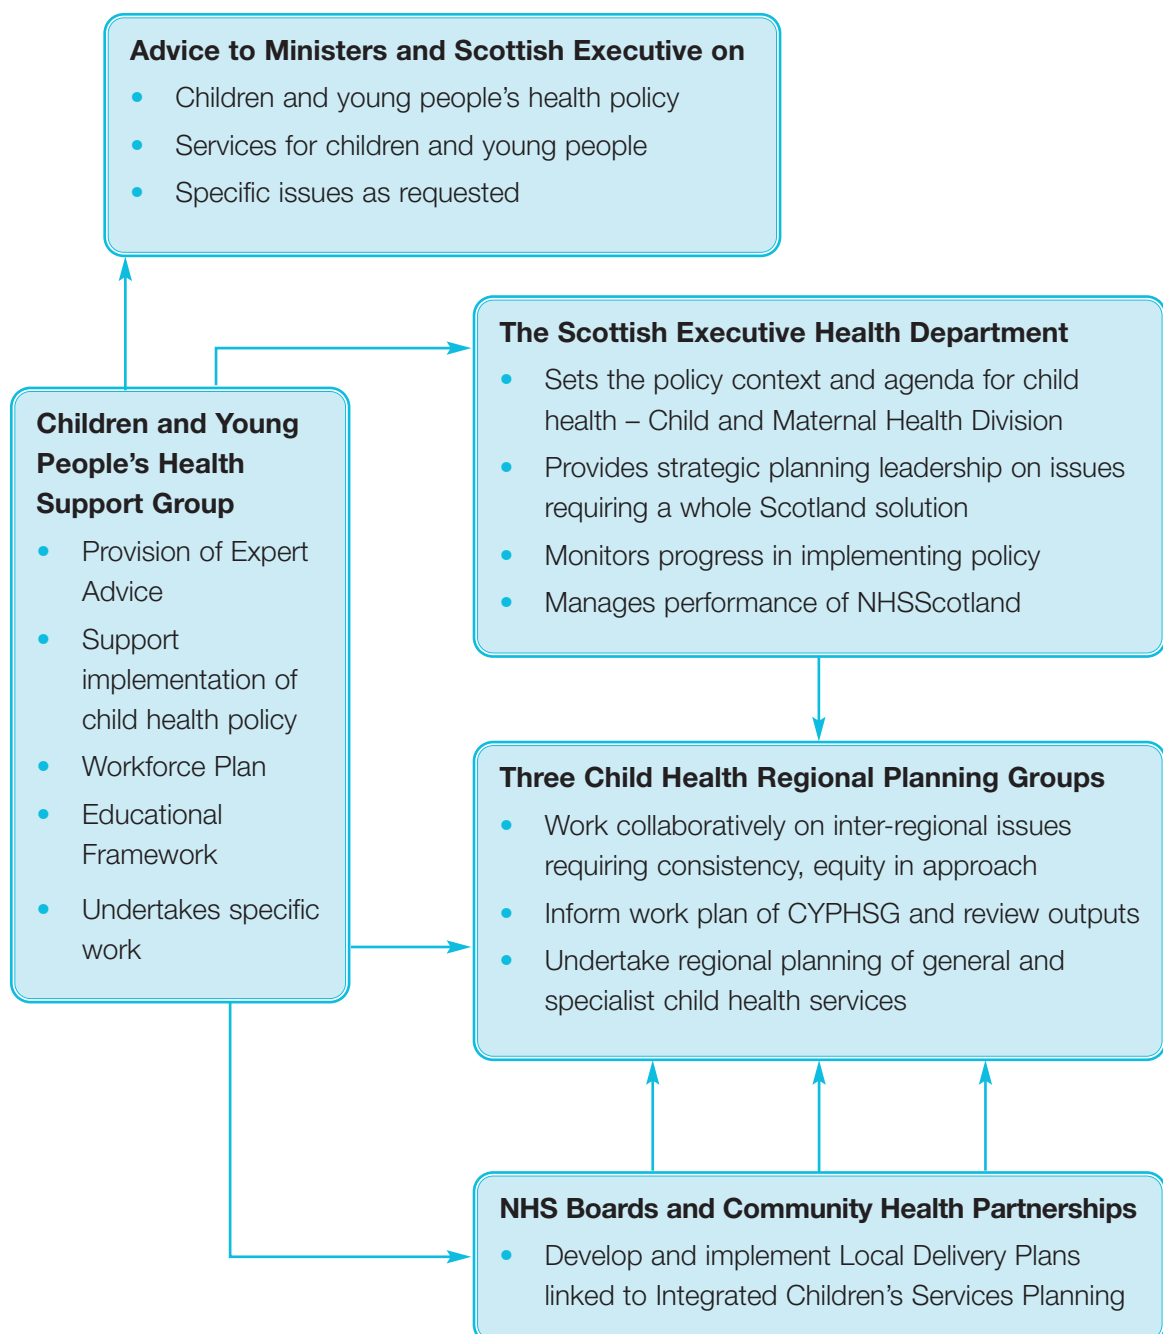 Advice to Ministers and Scottish Executive on
• Children and young people’s health policy
• Services for children and young people
• Specific issues as requested
The Scottish Executive Health Department
• Sets the policy context and agenda for child
health – Child and Maternal Health Division
• Provides strategic planning leadership on issues
requiring a whole Scotland solution
• Monitors progress in implementing policy
• Manages performance of NHSScotland
Children and Young
People’s Health
Support Group
• Provision of Expert
Advice
• Support
implementation of
child health policy
• Workforce Plan
• Educational
Framework
• Undertakes specific
work
Three Child Health Regional Planning Groups
• Work collaboratively on inter-regional issues
requiring consistency, equity in approach
• Inform work plan of CYPHSG and review outputs
• Undertake regional planning of general and
specialist child health services
NHS Boards and Community Health Partnerships
• Develop and implement Local Delivery Plans
linked to Integrated Children’s Services Planning